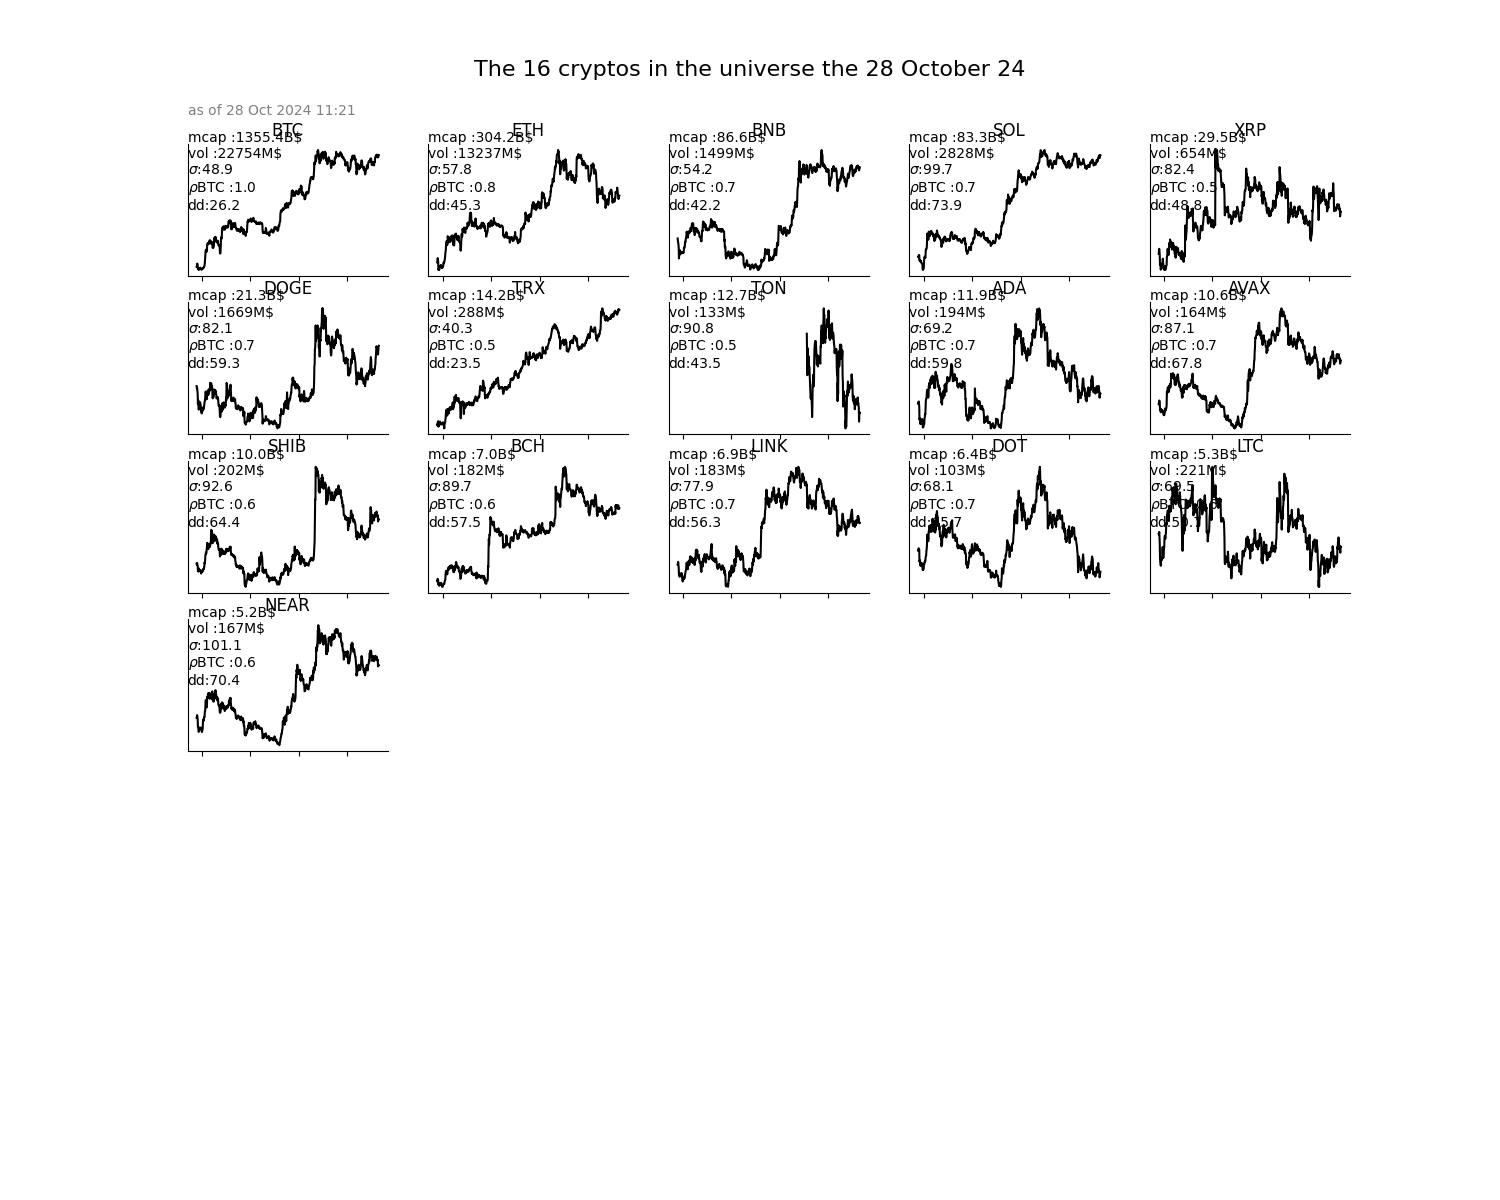 The 16 cryptos in the universe the 28 October 24
as of 28 Oct 2024 11:21
BTC
mcap :1355.4B$
vol :22754M$
σ:48.9
ρBTC :1.0
dd:26.2
ETH
mcap :304.2B$
vol :13237M$
σ:57.8
ρBTC :0.8
dd:45.3
BNB
mcap :86.6B$
vol :1499M$
σ:54.2
ρBTC :0.7
dd:42.2
SOL
mcap :83.3B$
vol :2828M$
σ:99.7
ρBTC :0.7
dd:73.9
XRP
mcap :29.5B$
vol :654M$
σ:82.4
ρBTC :0.5
dd:48.8
DOGE
mcap :21.3B$
vol :1669M$
σ:82.1
ρBTC :0.7
dd:59.3
TRX
mcap :14.2B$
vol :288M$
σ:40.3
ρBTC :0.5
dd:23.5
TON
mcap :12.7B$
vol :133M$
σ:90.8
ρBTC :0.5
dd:43.5
ADA
mcap :11.9B$
vol :194M$
σ:69.2
ρBTC :0.7
dd:59.8
AVAX
mcap :10.6B$
vol :164M$
σ:87.1
ρBTC :0.7
dd:67.8
SHIB
mcap :10.0B$
vol :202M$
σ:92.6
ρBTC :0.6
dd:64.4
BCH
mcap :7.0B$
vol :182M$
σ:89.7
ρBTC :0.6
dd:57.5
LINK
mcap :6.9B$
vol :183M$
σ:77.9
ρBTC :0.7
dd:56.3
DOT
mcap :6.4B$
vol :103M$
σ:68.1
ρBTC :0.7
LTC
mcap :5.3B$
vol :221M$
σ:69.5
NEAR
mcap :5.2B$
vol :167M$
σ:101.1
ρBTC :0.6
dd:70.4